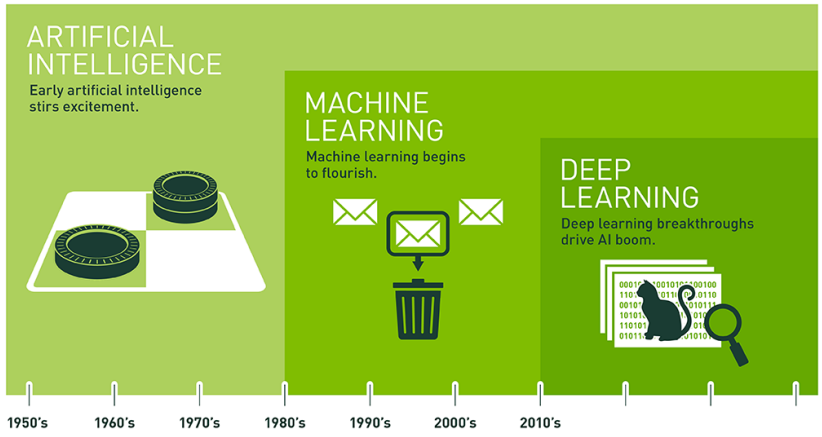 ARTIFICIAL
INTELLIGENCE
Early artificial intelligence
stirs excitement.
MACHINE
LEARNING
Machine learning begins
to flourish.
DEEP
LEARNING
Deep learning breakthroughs
drive AI boom.
1950's 1960's 1970's 1980's 1990's 2000's 2010's